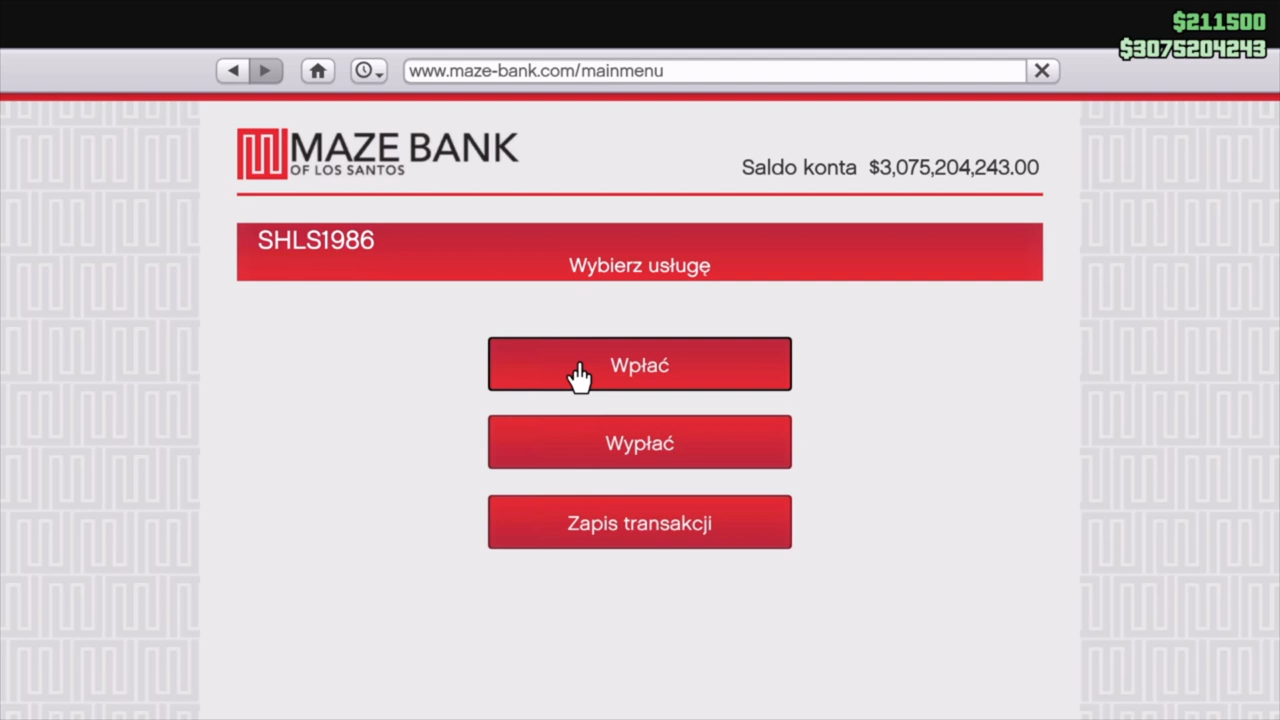 $211500
$3075204243
www.maze-bank.com/mainmenu
MAZE BANK
OF LOS SANTOS
Saldo konta $3,075,204,243.00
SHLS1986
Wybierz usługę
Wpłać
Wypłać
Zapis transakcji